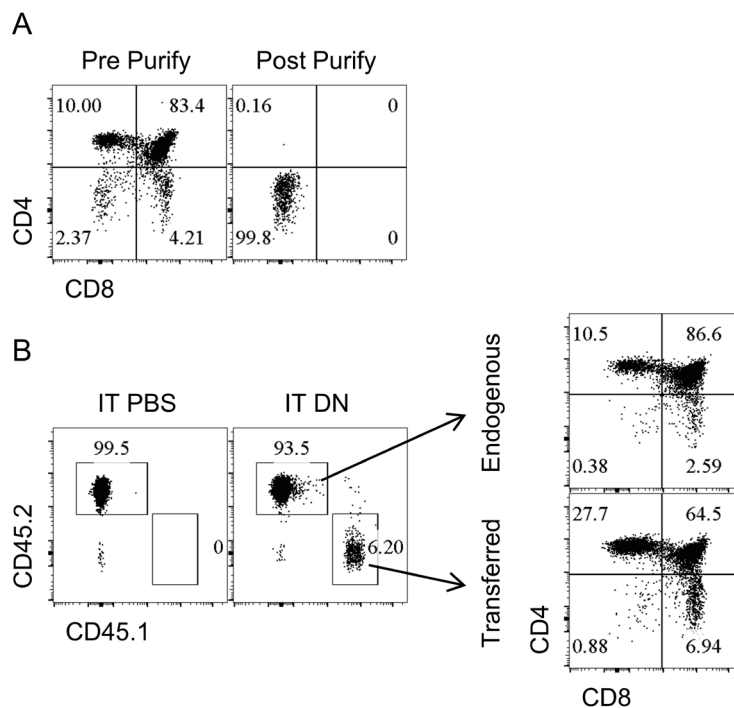 A
Pre Purify Post Purify
10.00 83.4 0.16 0
CD4
2.37 4.21 99.8 0
CD8
B
IT PBS IT DN
99.5 93.5
CD45.2
0 6.20
CD45.1
Endogenous
10.5 86.6
0.38 2.59
Transferred
27.7 64.5
CD4
0.88 6.94
CD8